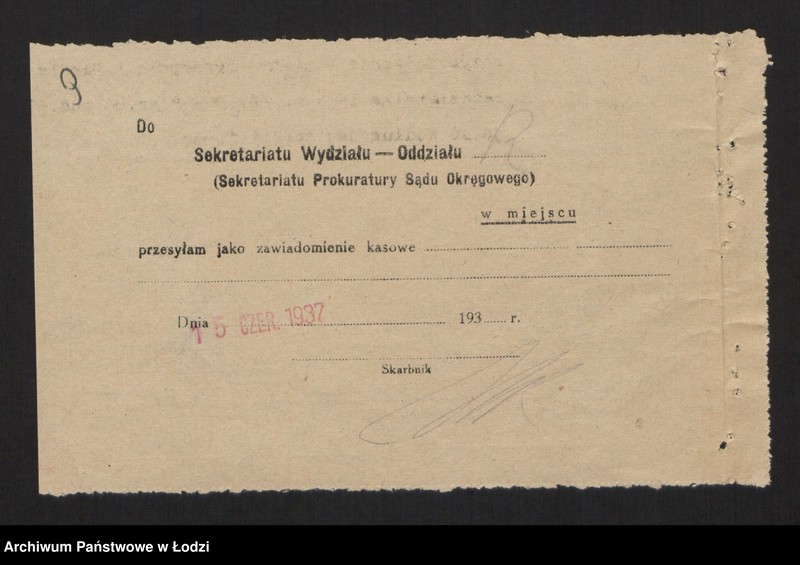 9
Do
Sekretariatu Wydziału — Oddziału R
(Sekretariatu Prokuratury Sądu Okręgowego)
w miejscu
przesyłam jako zawiadomienie kasowe
Dnia 15 CZER. 1937 193 r.
Skarbnik
Archiwum Państwowe w Łodzi